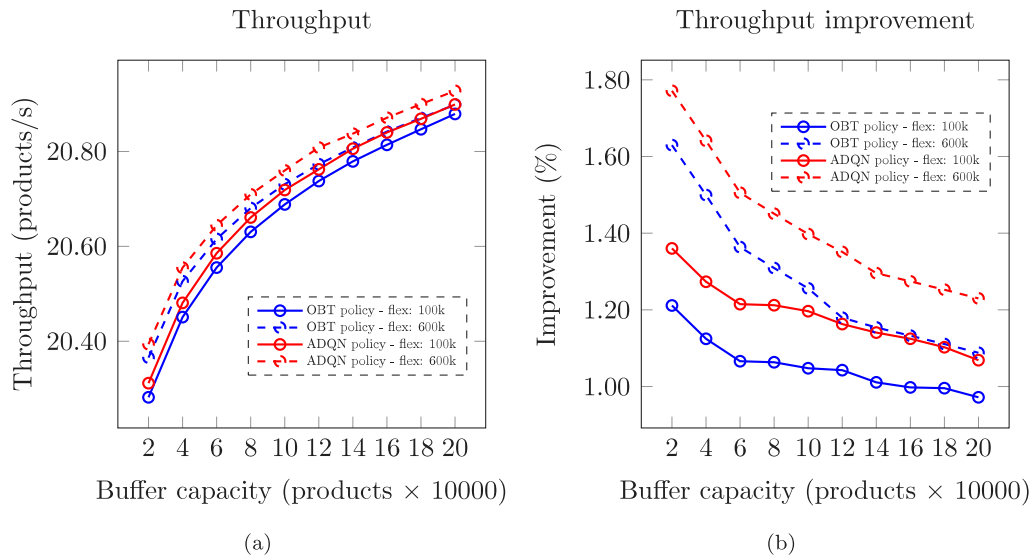 Throughput
Throughput (products/s)
20.80
20.60
20.40
OBT policy - flex: 100k
OBT policy - flex: 600k
ADQN policy - flex: 100k
ADQN policy - flex: 600k
2 4 6 8 10 12 14 16 18 20
Buffer capacity (products × 10000)
(a)
Throughput improvement
Improvement (%)
1.80
1.60
1.40
1.20
1.00
OBT policy - flex: 100k
OBT policy - flex: 600k
ADQN policy - flex: 100k
ADQN policy - flex: 600k
2 4 6 8 10 12 14 16 18 20
Buffer capacity (products × 10000)
(b)